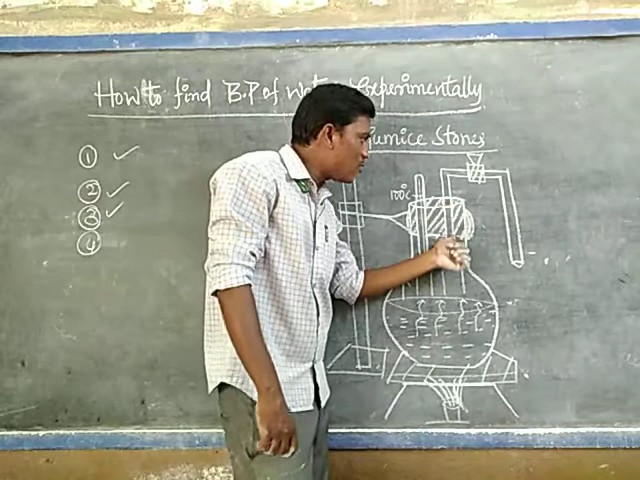 How to find B.P of Experimentally
umice Stones
① ✓
100°C
② ✓
③ ✓
④